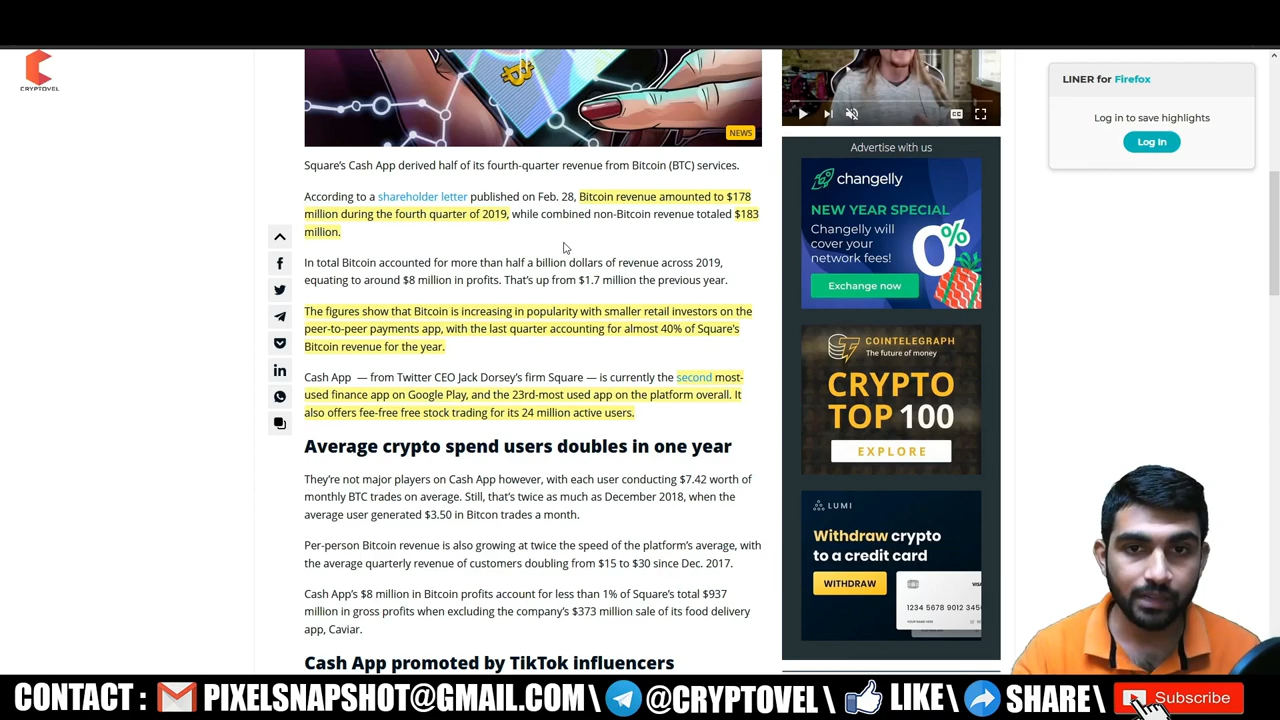 CRYPTOVEL
NEWS
Square's Cash App derived half of its fourth-quarter revenue from Bitcoin (BTC) services.
According to a shareholder letter published on Feb. 28, Bitcoin revenue amounted to $178
million during the fourth quarter of 2019, while combined non-Bitcoin revenue totaled $183
million.
In total Bitcoin accounted for more than half a billion dollars of revenue across 2019,
equating to around $8 million in profits. That's up from $1.7 million the previous year.
The figures show that Bitcoin is increasing in popularity with smaller retail investors on the
peer-to-peer payments app, with the last quarter accounting for almost 40% of Square's
Bitcoin revenue for the year.
Cash App — from Twitter CEO Jack Dorsey's firm Square — is currently the second most-
used finance app on Google Play, and the 23rd-most used app on the platform overall. It
also offers fee-free free stock trading for its 24 million active users.
Average crypto spend users doubles in one year
They're not major players on Cash App however, with each user conducting $7.42 worth of
monthly BTC trades on average. Still, that's twice as much as December 2018, when the
average user generated $3.50 in Bitcon trades a month.
Per-person Bitcoin revenue is also growing at twice the speed of the platform's average, with
the average quarterly revenue of customers doubling from $15 to $30 since Dec. 2017.
Cash App's $8 million in Bitcoin profits account for less than 1% of Square's total $937
million in gross profits when excluding the company's $373 million sale of its food delivery
app, Caviar.
Cash App promoted by TikTok influencers
CC
Advertise with us
changelly
NEW YEAR SPECIAL
Changelly will
cover your
network fees!
0%
Exchange now
COINTELEGRAPH
The future of money
CRYPTO
TOP 100
EXPLORE
LUMI
Withdraw crypto
to a credit card
WITHDRAW
VISA
1234 5678 9012 345
LINER for Firefox
Log in to save highlights
Log In
CONTACT : PIXELSNAPSHOT@GMAIL.COM\ @CRYPTOVEL\ LIKE\ SHARE\ Subscribe